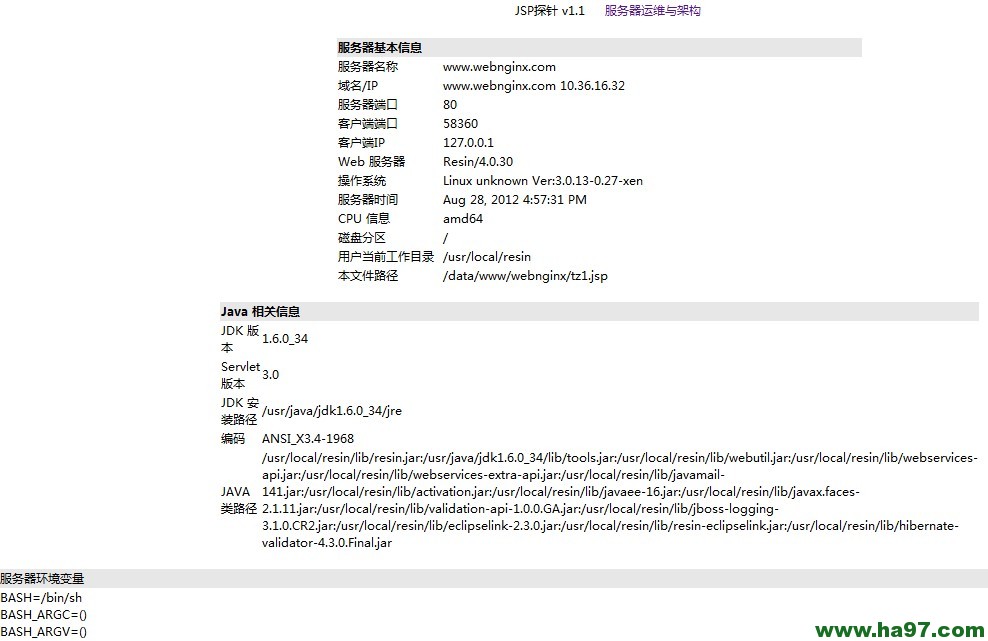 JSP探针 v1.1 服务器运维与架构
服务器基本信息
服务器名称 www.webnginx.com
域名/IP www.webnginx.com 10.36.16.32
服务器端口 80
客户端端口 58360
客户端IP 127.0.0.1
Web 服务器 Resin/4.0.30
操作系统 Linux unknown Ver:3.0.13-0.27-xen
服务器时间 Aug 28, 2012 4:57:31 PM
CPU 信息 amd64
磁盘分区 /
用户当前工作目录 /usr/local/resin
本文件路径 /data/www/webnginx/tz1.jsp
Java 相关信息
JDK 版
本 1.6.0_34
Servlet
版本 3.0
JDK 安
装路径 /usr/java/jdk1.6.0_34/jre
编码 ANSI_X3.4-1968
/usr/local/resin/lib/resin.jar:/usr/java/jdk1.6.0_34/lib/tools.jar:/usr/local/resin/lib/webutil.jar:/usr/local/resin/lib/webservices-
api.jar:/usr/local/resin/lib/webservices-extra-api.jar:/usr/local/resin/lib/javamail-
JAVA 141.jar:/usr/local/resin/lib/activation.jar:/usr/local/resin/lib/javaee-16.jar:/usr/local/resin/lib/javax.faces-
类路径 2.1.11.jar:/usr/local/resin/lib/validation-api-1.0.0.GA.jar:/usr/local/resin/lib/jboss-logging-
3.1.0.CR2.jar:/usr/local/resin/lib/eclipselink-2.3.0.jar:/usr/local/resin/lib/resin-eclipselink.jar:/usr/local/resin/lib/hibernate-
validator-4.3.0.Final.jar
服务器环境变量
BASH=/bin/sh
BASH_ARGC=()
BASH_ARGV=()
www.ha97.com